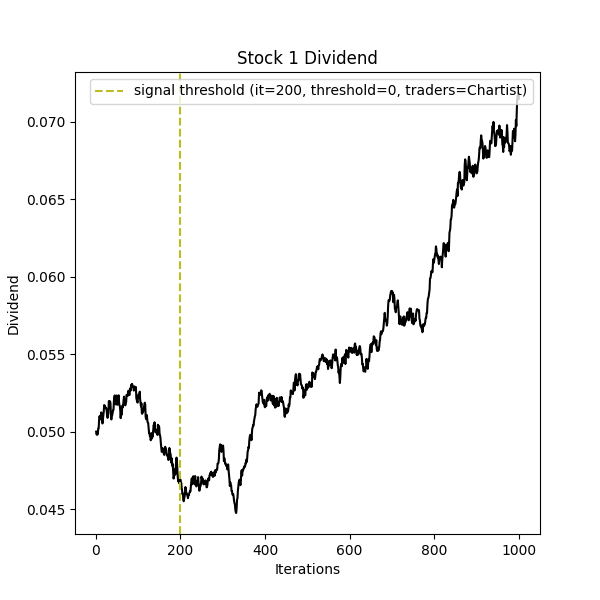 Stock 1 Dividend
signal threshold (it=200, threshold=0, traders=Chartist)
0.070
0.065
0.060
0.055
0.050
0.045
Dividend
0 200 400 600 800 1000
Iterations